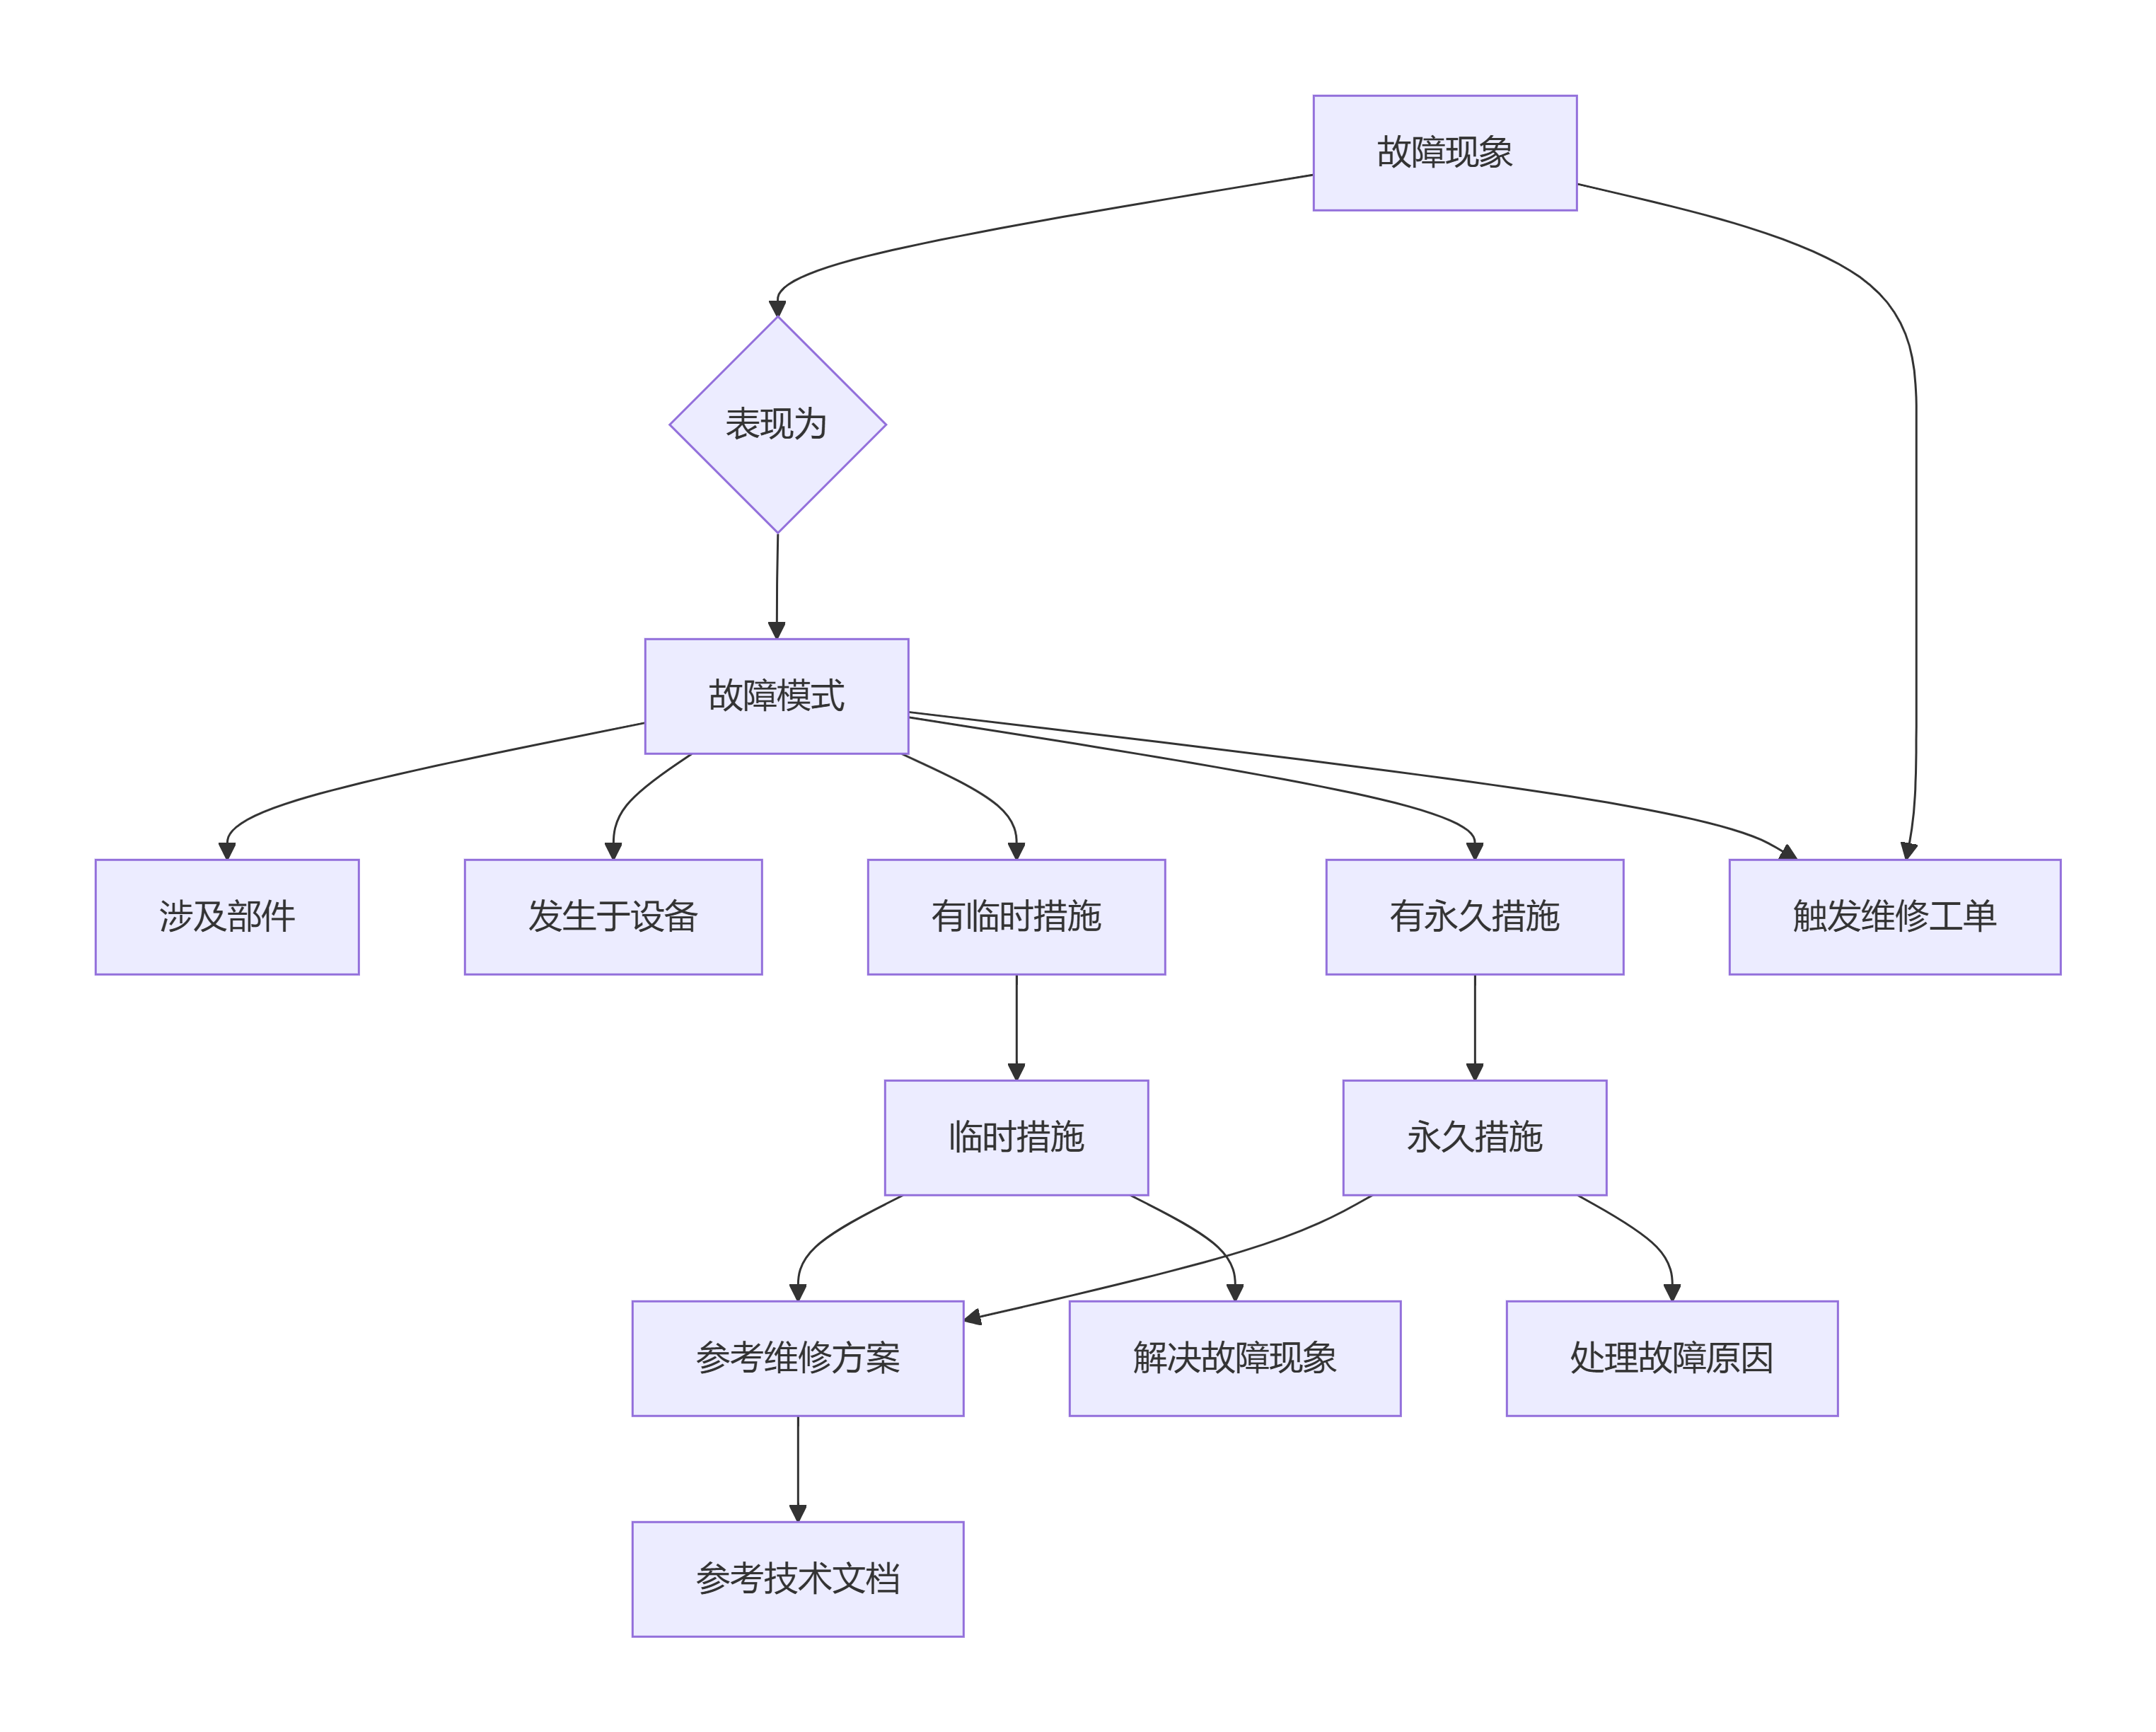 故障现象
表现为
故障模式
涉及部件
发生于设备
有临时措施
有永久措施
触发维修工单
临时措施
永久措施
参考维修方案
解决故障现象
处理故障原因
参考技术文档